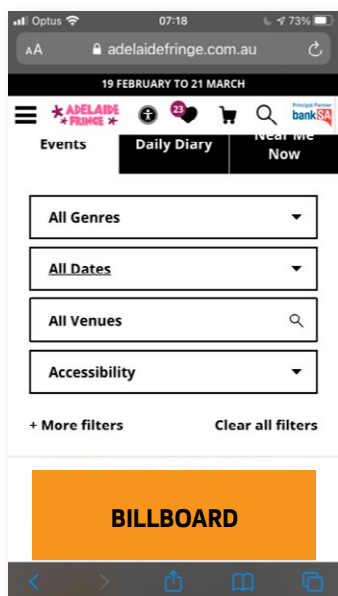 Optus 07:18 73%
AA adelaidefringe.com.au
19 FEBRUARY TO 21 MARCH
ADELAIDE FRINGE 23 Principal Partner bankSA
Events Daily Diary Near Me Now
All Genres
All Dates
All Venues
Accessibility
+ More filters Clear all filters
BILLBOARD